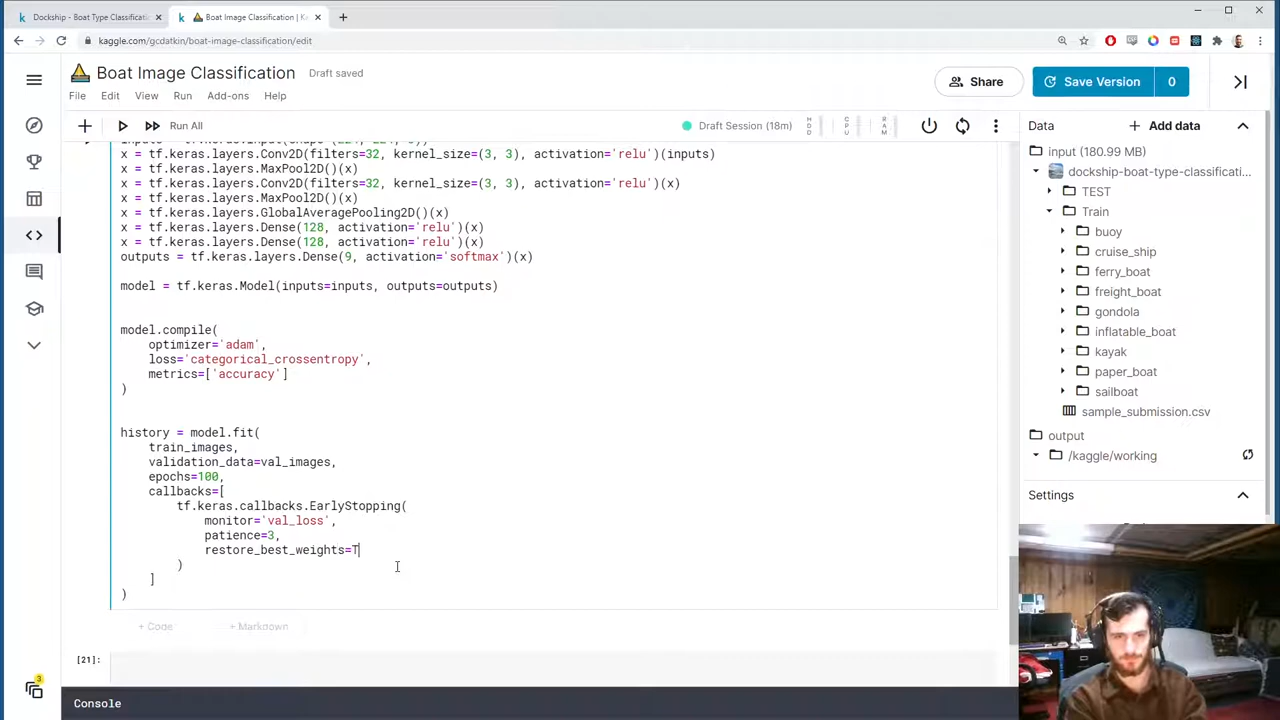 Dockship - Boat Type Classificatio
Boat Image Classification | K
kaggle.com/gcdatkin/boat-image-classification/edit
Boat Image Classification
Draft saved
Share
Save Version
0
File
Edit
View
Run
Add-ons
Help
Run All
Draft Session (18m)
HDD
CPU
RAM
Data
Add data
x = tf.keras.layers.Conv2D(filters=32, kernel_size=(3, 3), activation='relu')(inputs)
x = tf.keras.layers.MaxPool2D()(x)
x = tf.keras.layers.Conv2D(filters=32, kernel_size=(3, 3), activation='relu')(x)
x = tf.keras.layers.MaxPool2D()(x)
x = tf.keras.layers.GlobalAveragePooling2D()(x)
x = tf.keras.layers.Dense(128, activation='relu')(x)
x = tf.keras.layers.Dense(128, activation='relu')(x)
outputs = tf.keras.layers.Dense(9, activation='softmax')(x)
model = tf.keras.Model(inputs=inputs, outputs=outputs)
model.compile(
optimizer='adam',
loss='categorical_crossentropy',
metrics=['accuracy']
)
history = model.fit(
train_images,
validation_data=val_images,
epochs=100,
callbacks=[
tf.keras.callbacks.EarlyStopping(
monitor='val_loss',
patience=3,
restore_best_weights=T
)
]
)
+ Code
+ Markdown
[21]:
Console
3
input (180.99 MB)
dockship-boat-type-classificati...
TEST
Train
buoy
cruise_ship
ferry_boat
freight_boat
gondola
inflatable_boat
kayak
paper_boat
sailboat
sample_submission.csv
output
/kaggle/working
Settings